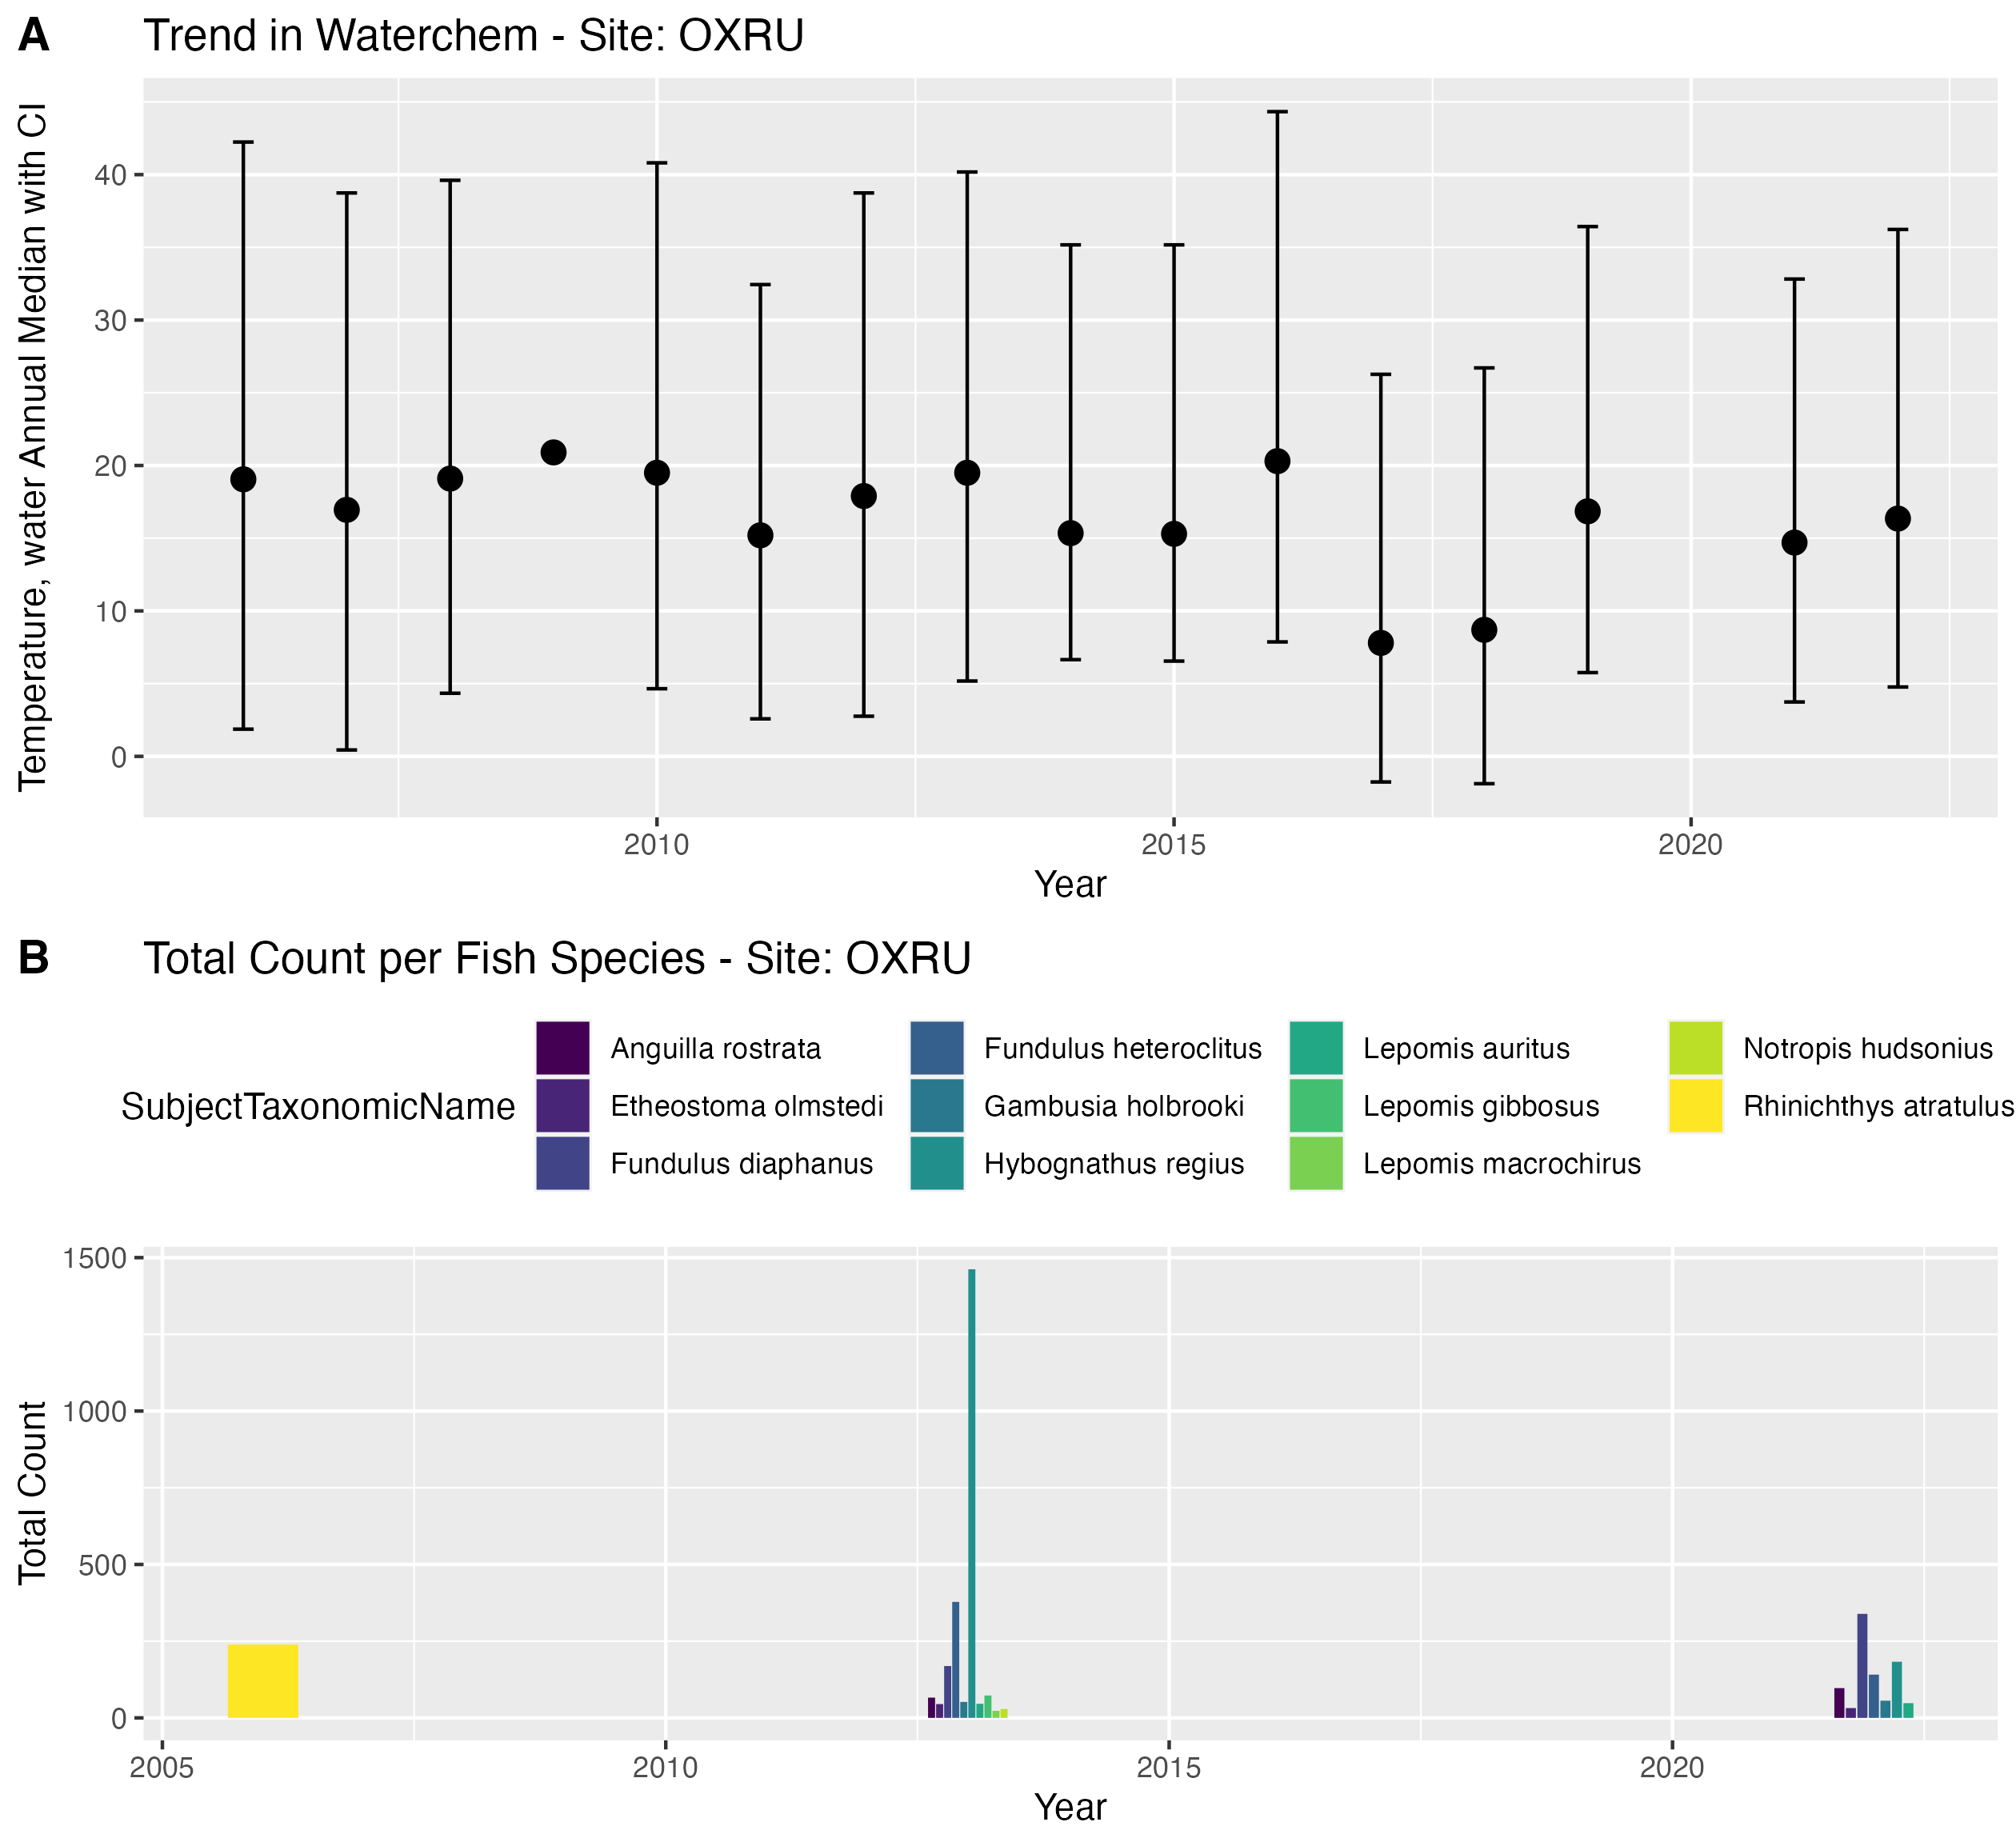 A Trend in Waterchem - Site: OXRU
Temperature, water Annual Median with CI
40
30
20
10
0
2010 2015 2020
Year
B Total Count per Fish Species - Site: OXRU
SubjectTaxonomicName
Anguilla rostrata
Etheostoma olmstedi
Fundulus diaphanus
Fundulus heteroclitus
Gambusia holbrooki
Hybognathus regius
Lepomis auritus
Lepomis gibbosus
Lepomis macrochirus
Notropis hudsonius
Rhinichthys atratulus
Total Count
1500
1000
500
0
2005 2010 2015 2020
Year